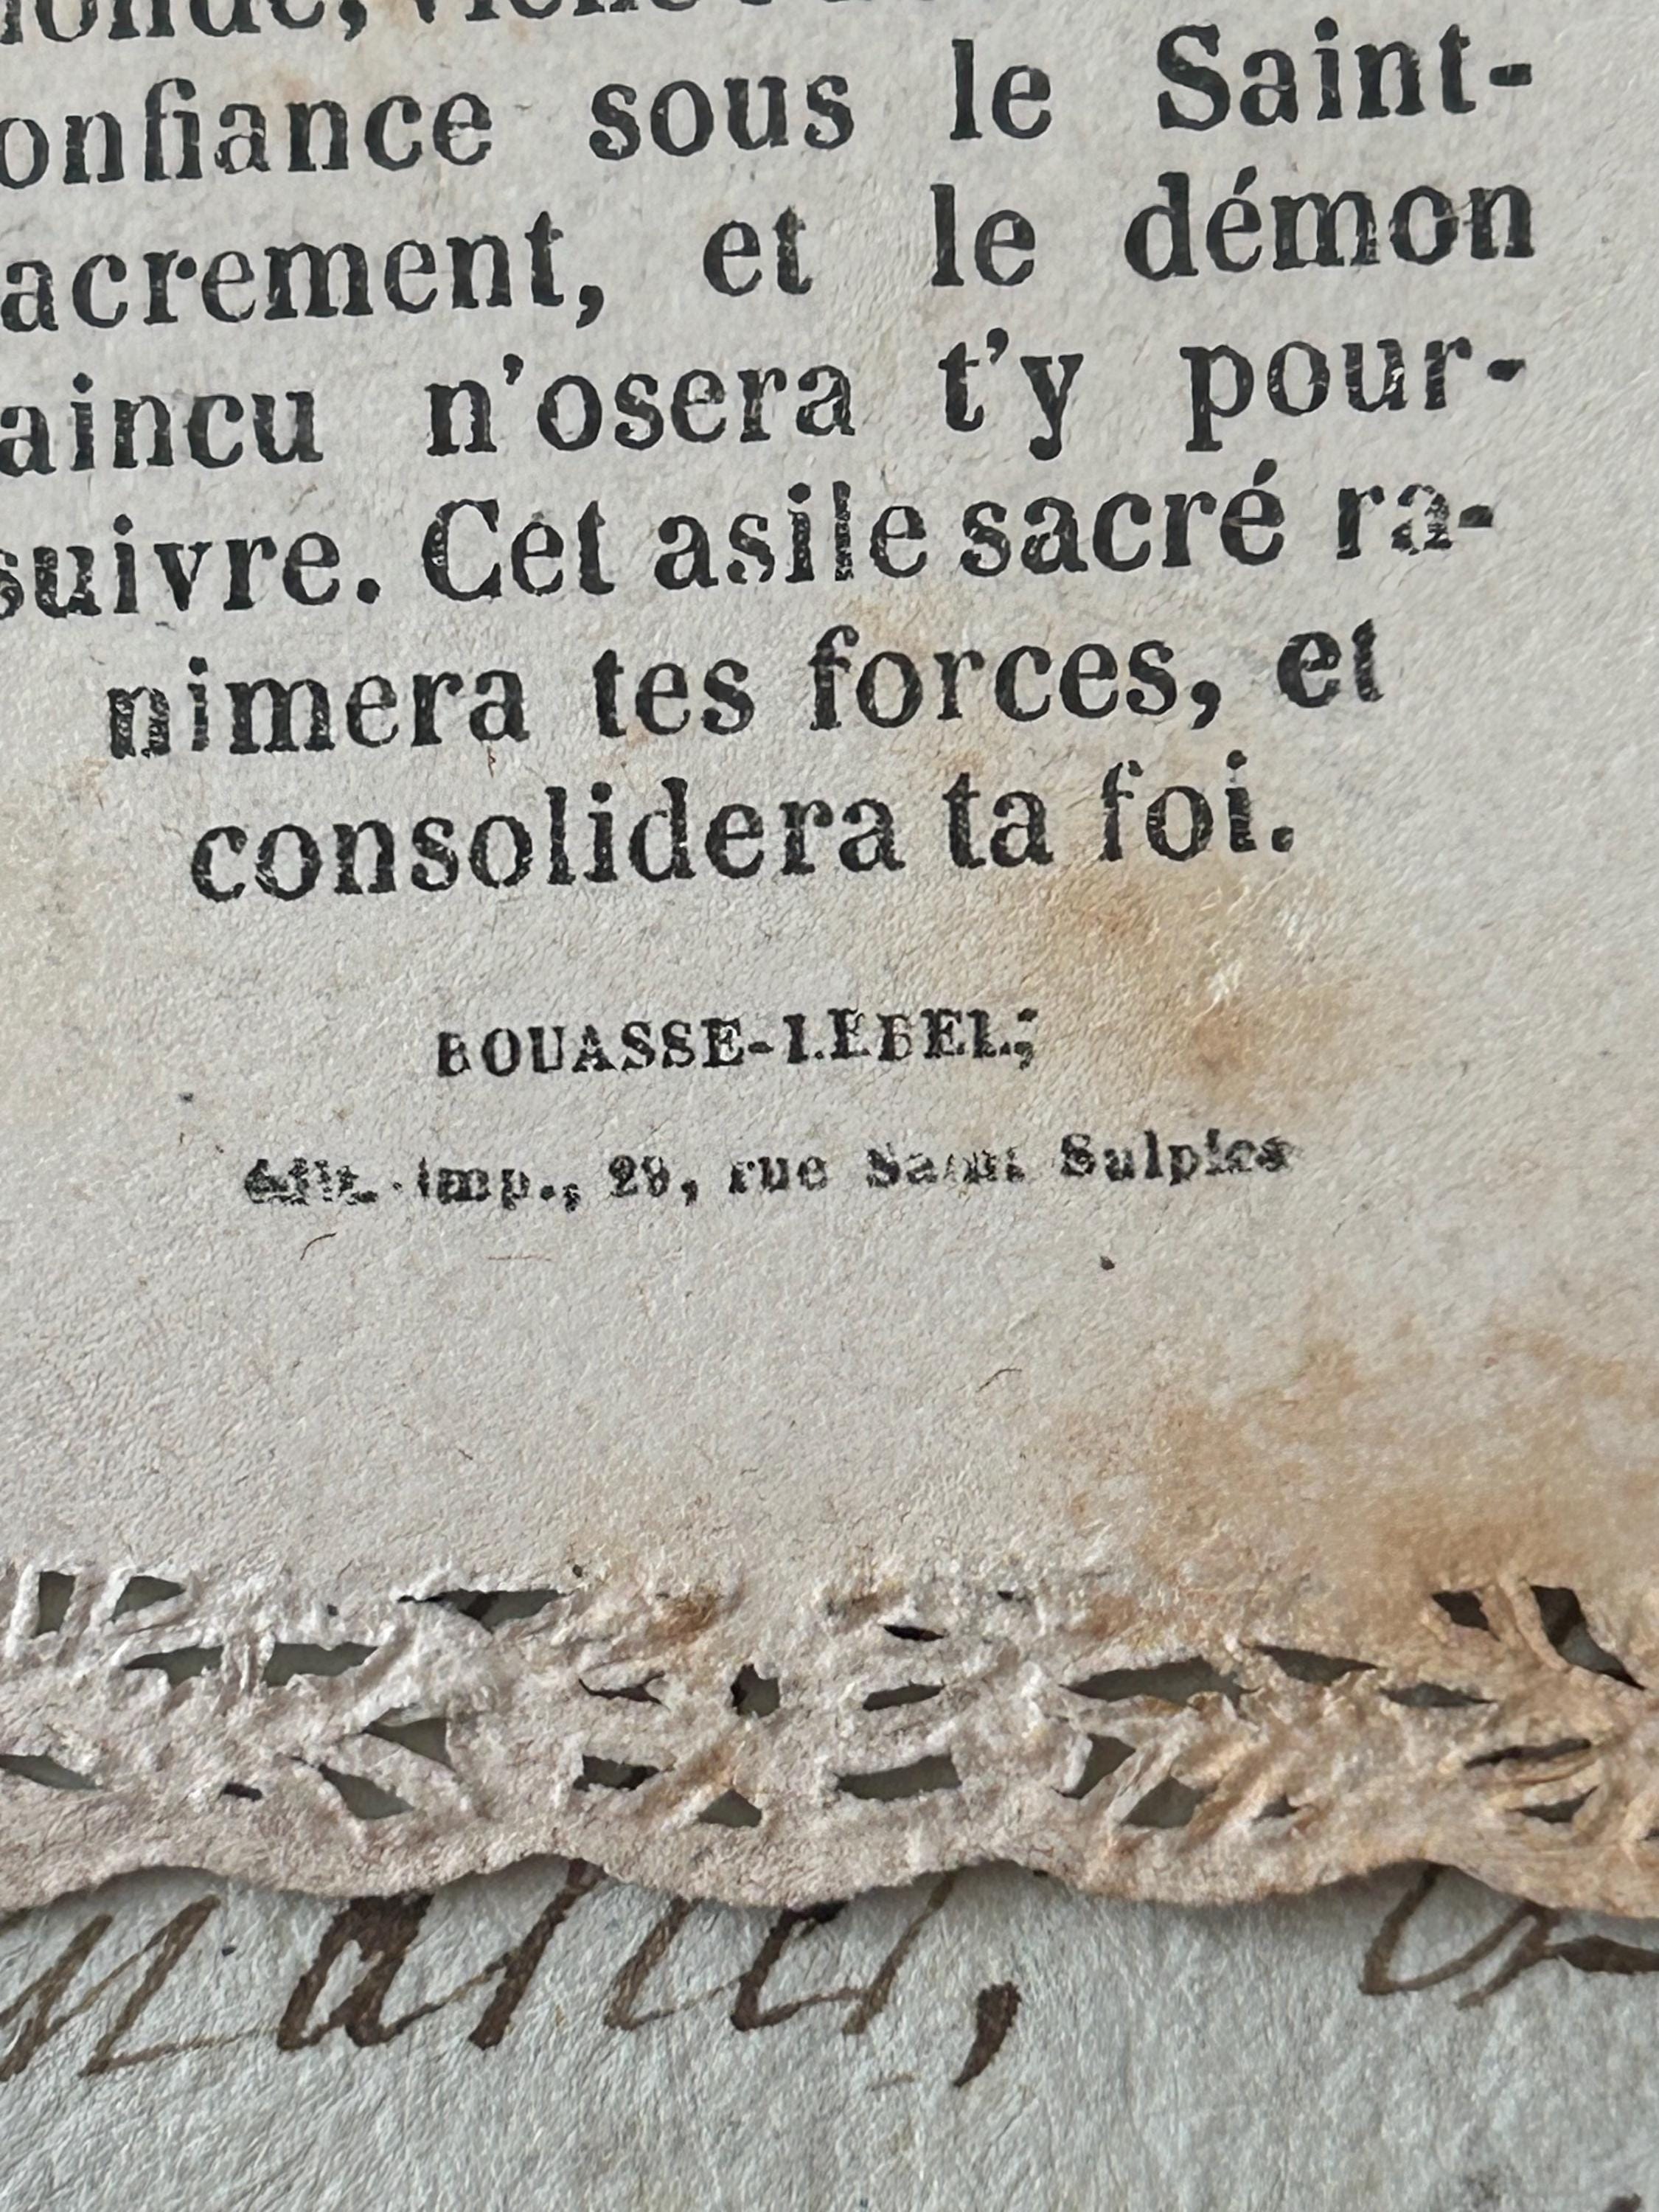 onfiance sous le Saint-
acrement, et le démon
aincu n'osera t'y pour-
suivre. Cet asile sacré ra-
nimera tes forces, et
consolidera ta foi.
BOUASSE-LEBEL;
édit. imp., 29, rue Saint Sulpice